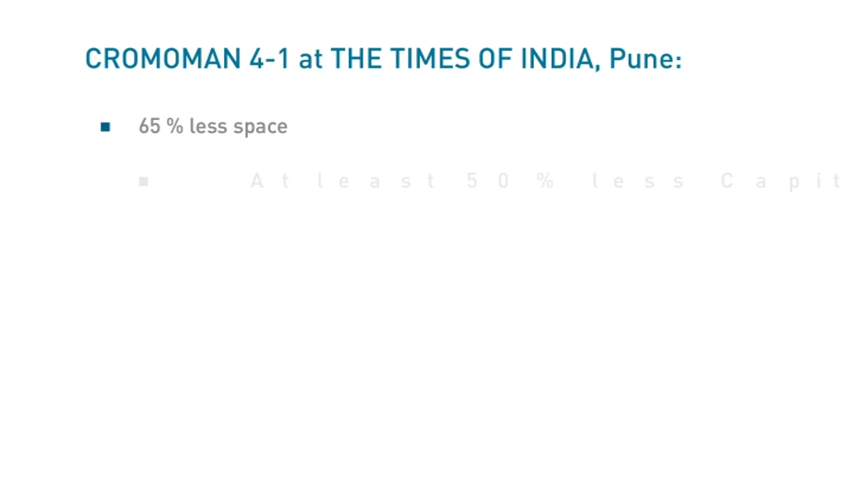 CROMOMAN 4-1 at THE TIMES OF INDIA, Pune:
65 % less space
At least 50 % less Capit